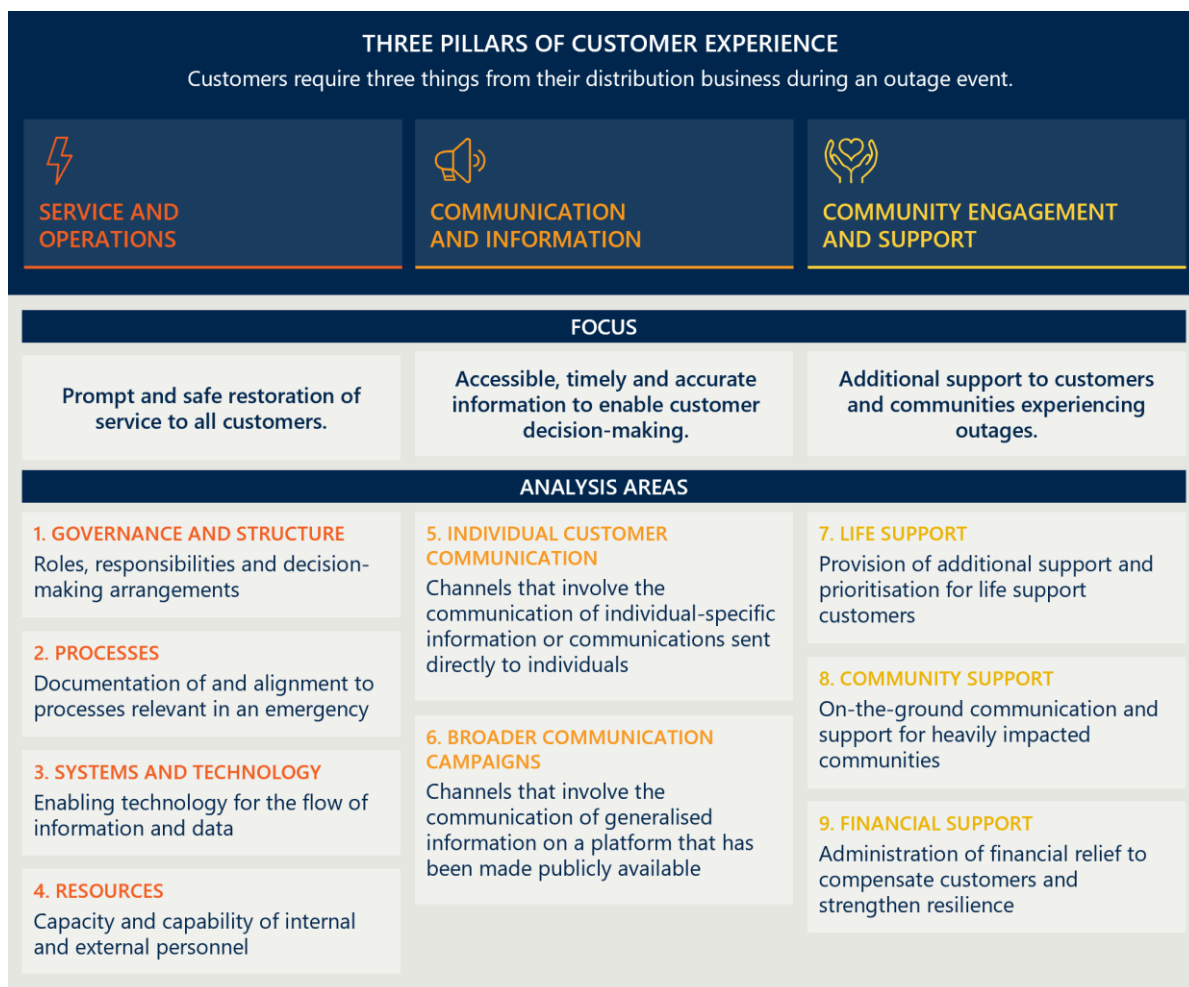 THREE PILLARS OF CUSTOMER EXPERIENCE
Customers require three things from their distribution business during an outage event.
SERVICE AND
OPERATIONS
COMMUNICATION
AND INFORMATION
COMMUNITY ENGAGEMENT
AND SUPPORT
FOCUS
Prompt and safe restoration of
service to all customers.
Accessible, timely and accurate
information to enable customer
decision-making.
Additional support to customers
and communities experiencing
outages.
ANALYSIS AREAS
1. GOVERNANCE AND STRUCTURE
Roles, responsibilities and decision-
making arrangements
2. PROCESSES
Documentation of and alignment to
processes relevant in an emergency
3. SYSTEMS AND TECHNOLOGY
Enabling technology for the flow of
information and data
4. RESOURCES
Capacity and capability of internal
and external personnel
5. INDIVIDUAL CUSTOMER
COMMUNICATION
Channels that involve the
communication of individual-specific
information or communications sent
directly to individuals
6. BROADER COMMUNICATION
CAMPAIGNS
Channels that involve the
communication of generalised
information on a platform that has
been made publicly available
7. LIFE SUPPORT
Provision of additional support and
prioritisation for life support
customers
8. COMMUNITY SUPPORT
On-the-ground communication and
support for heavily impacted
communities
9. FINANCIAL SUPPORT
Administration of financial relief to
compensate customers and
strengthen resilience